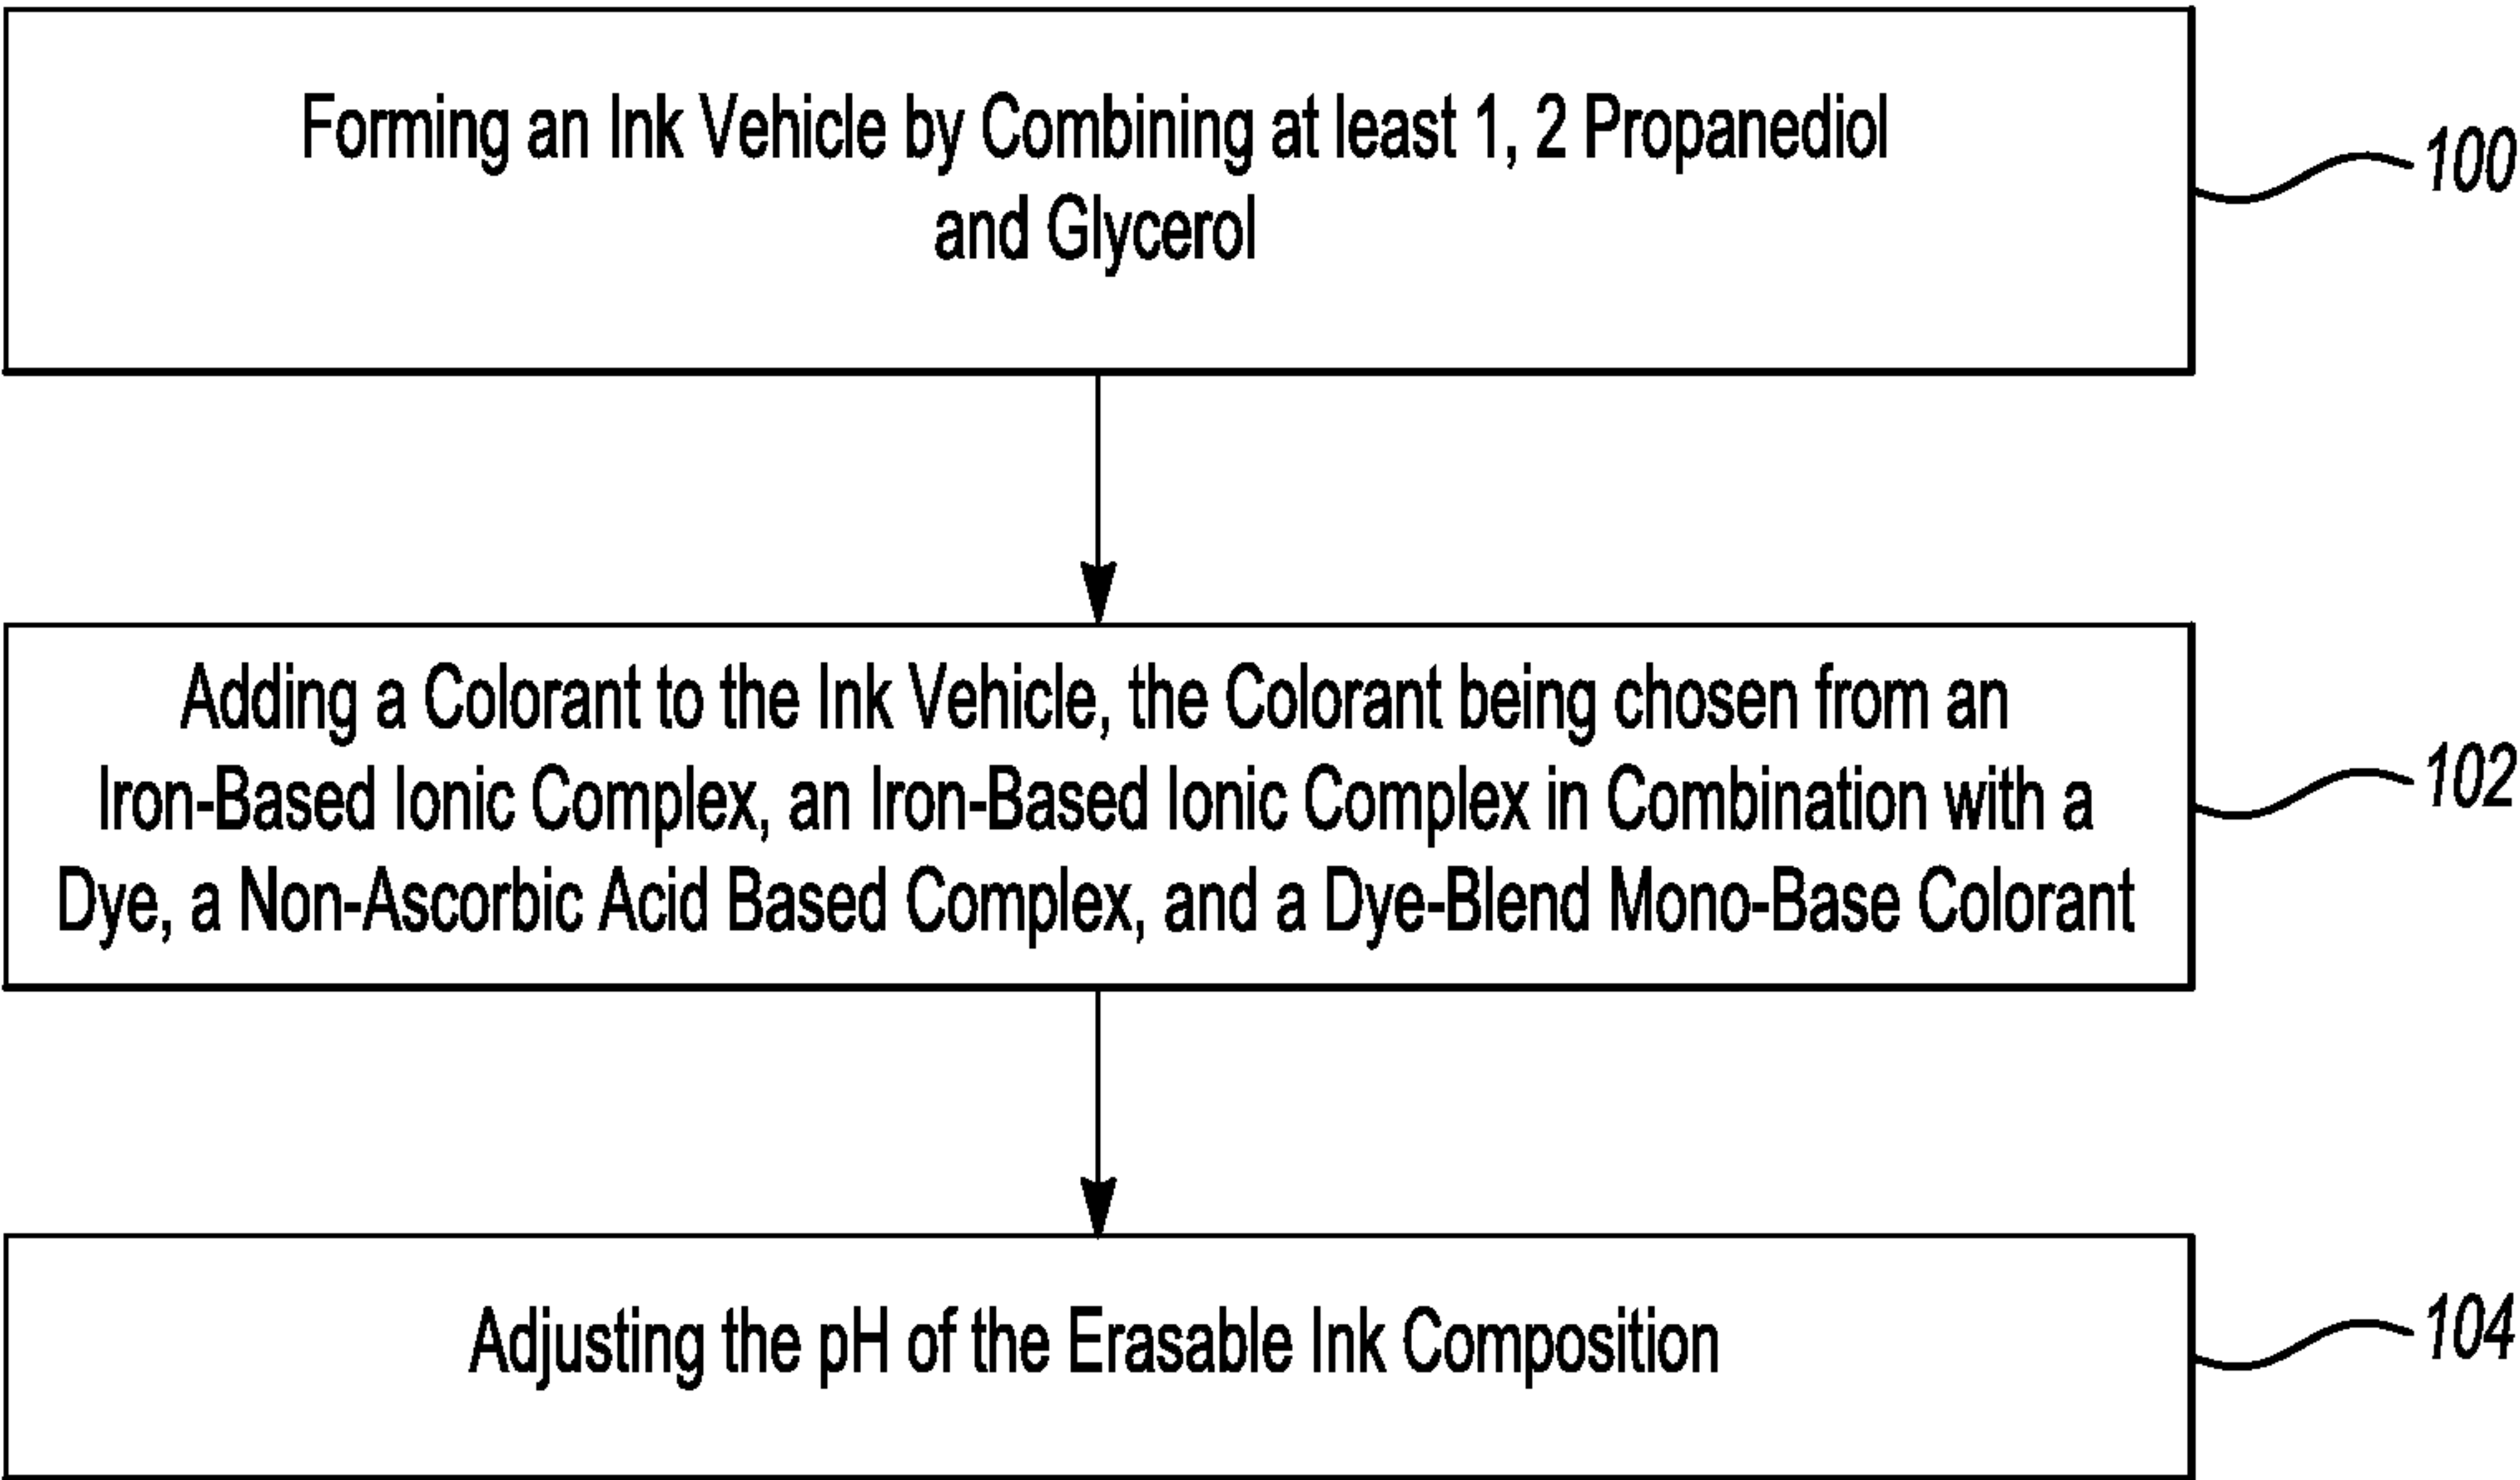 Forming an Ink Vehicle by Combining at least 1, 2 Propanediol
and Glycerol
100
Adding a Colorant to the Ink Vehicle, the Colorant being chosen from an
Iron-Based Ionic Complex, an Iron-Based Ionic Complex in Combination with a
Dye, a Non-Ascorbic Acid Based Complex, and a Dye-Blend Mono-Base Colorant
102
Adjusting the pH of the Erasable Ink Composition
104